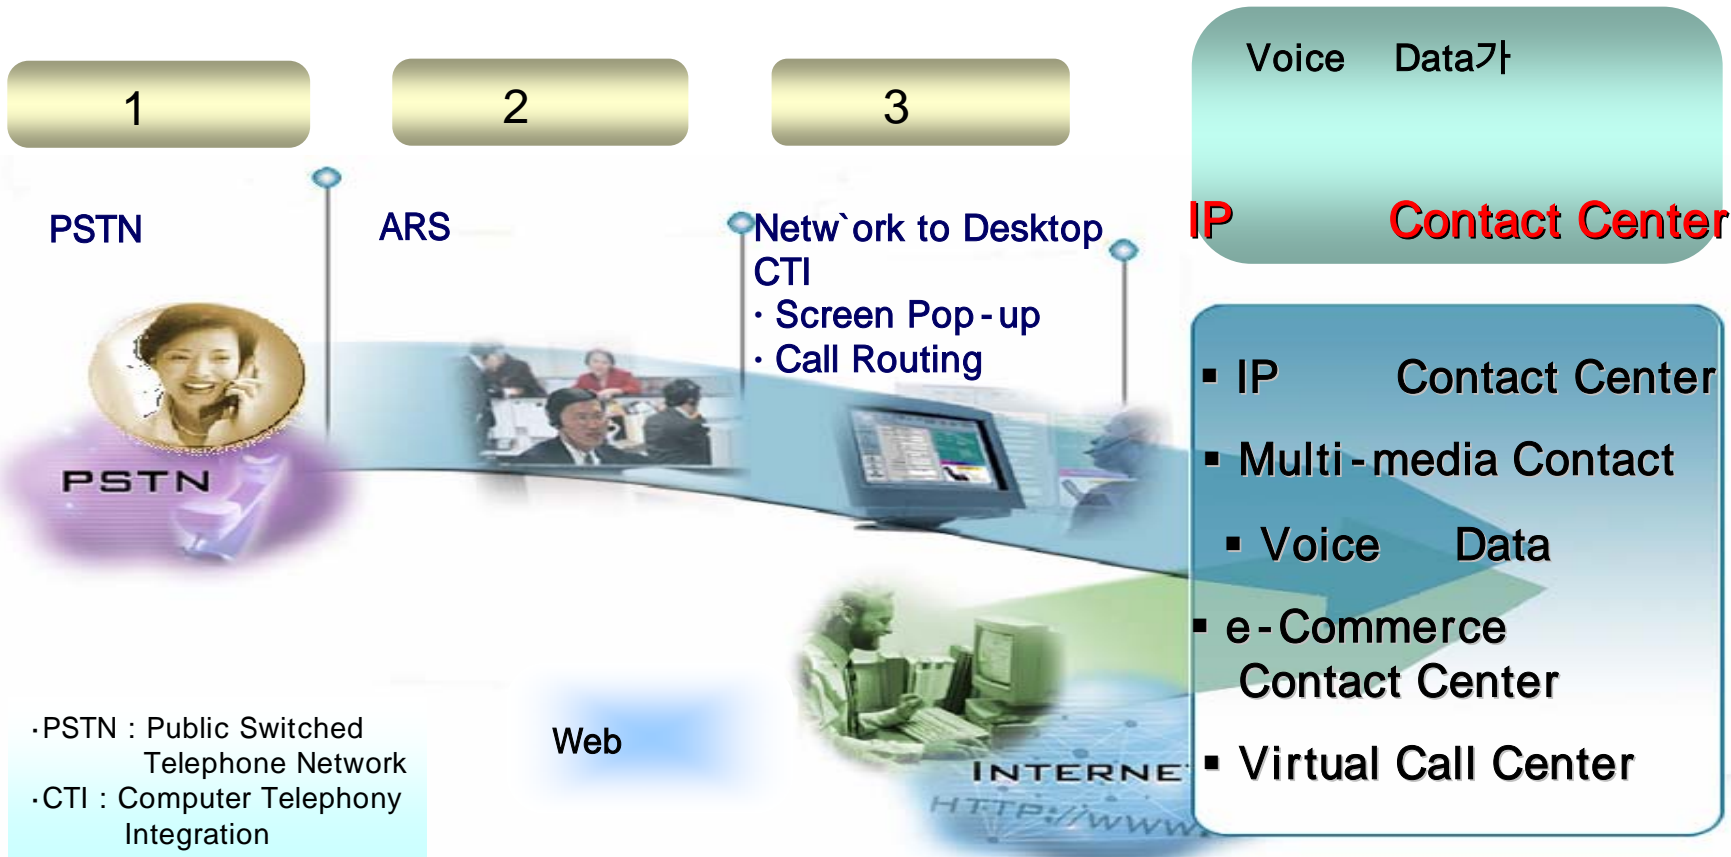 1
2
3
Voice Data가
IP Contact Center
PSTN
ARS
Netw`ork to Desktop
CTI
· Screen Pop-up
· Call Routing
PSTN
▪ IP Contact Center
▪ Multi-media Contact
▪ Voice Data
▪ e-Commerce
Contact Center
▪ Virtual Call Center
Web
INTERNE
HTTP://WWW.
·PSTN : Public Switched
Telephone Network
·CTI : Computer Telephony
Integration